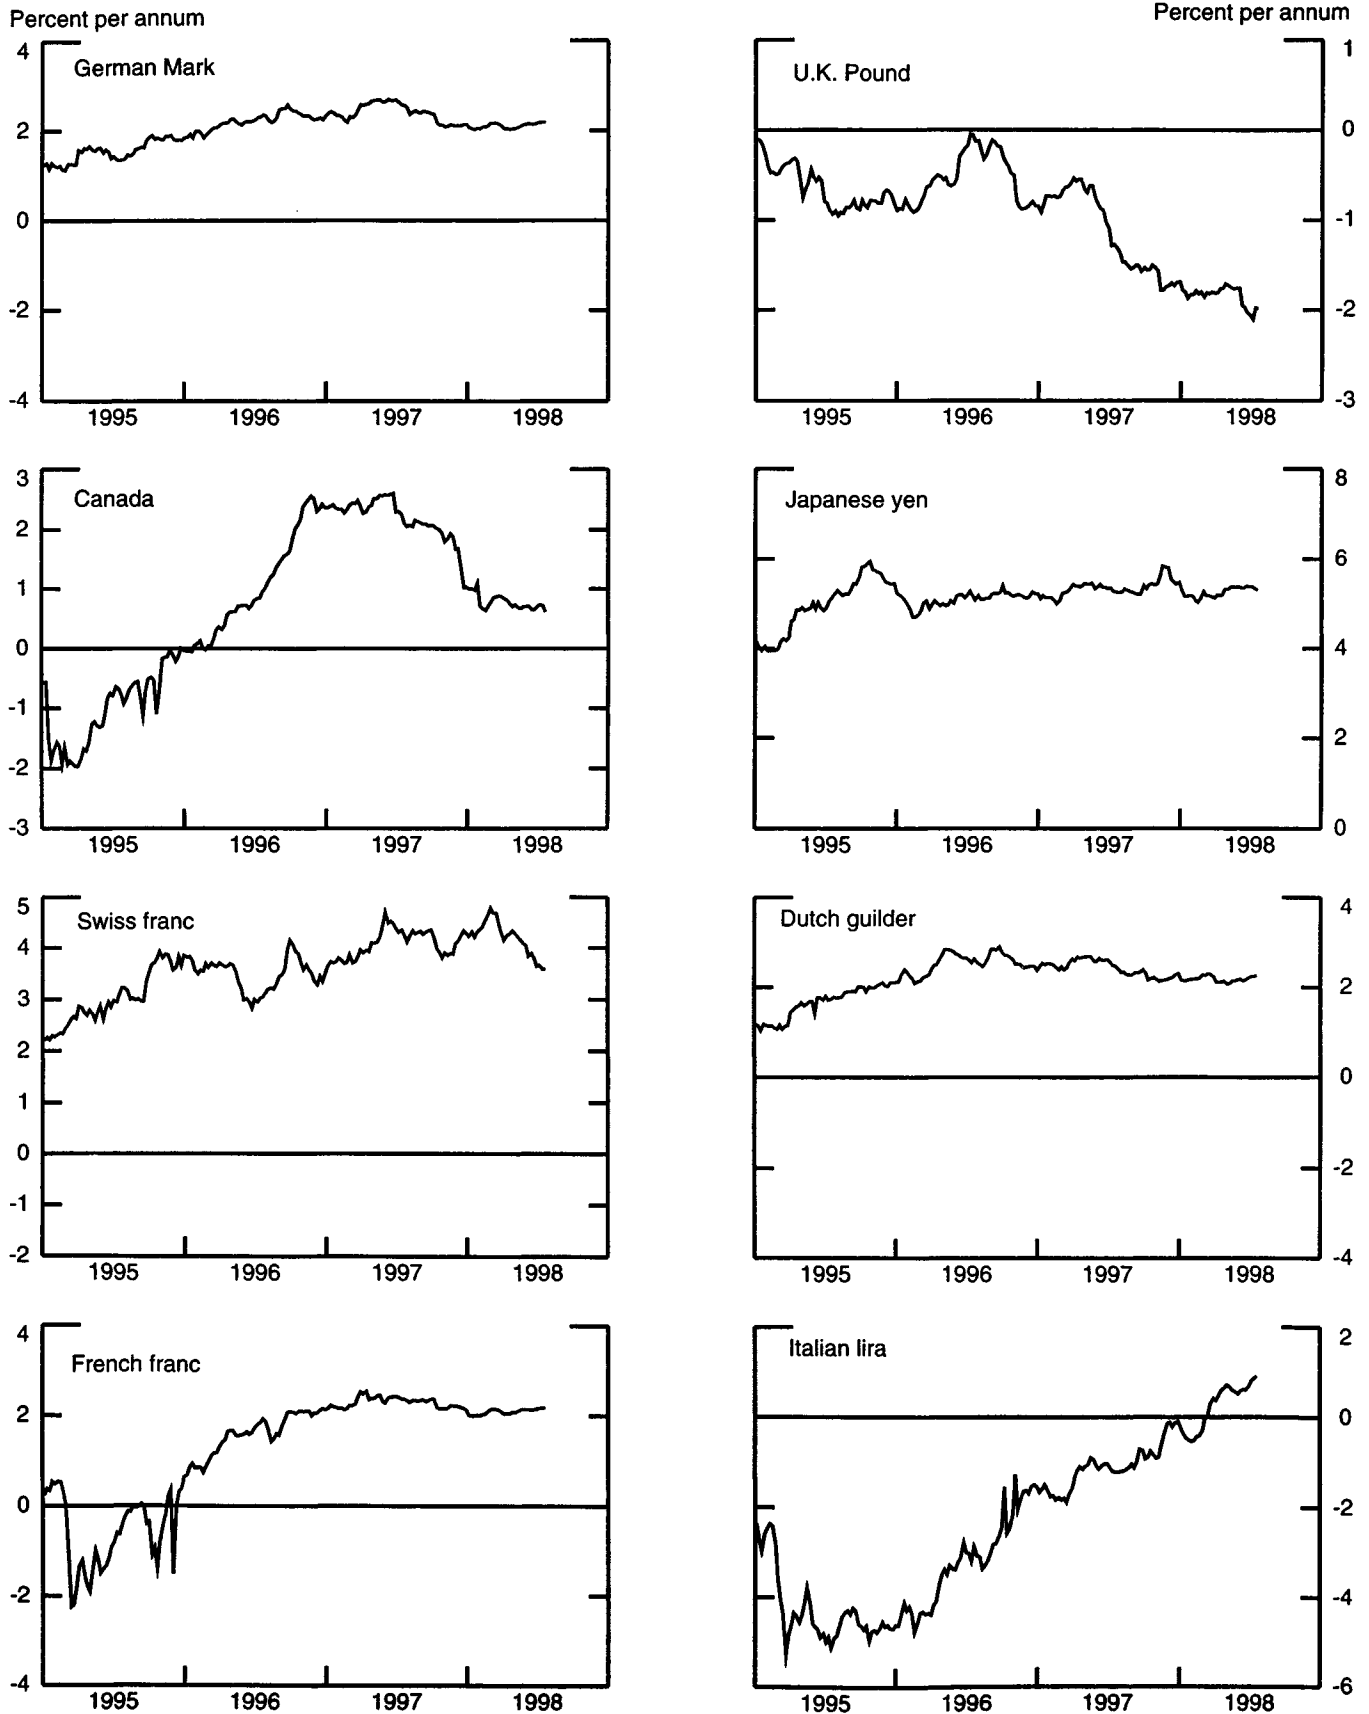 Percent per annum
Percent per annum
German Mark
4
2
0
-2
-4
1995 1996 1997 1998
U.K. Pound
1
0
-1
-2
-3
1995 1996 1997 1998
Canada
3
2
1
0
-1
-2
-3
1995 1996 1997 1998
Japanese yen
8
6
4
2
0
1995 1996 1997 1998
Swiss franc
5
4
3
2
1
0
-1
-2
1995 1996 1997 1998
Dutch guilder
4
2
0
-2
-4
1995 1996 1997 1998
French franc
4
2
0
-2
-4
1995 1996 1997 1998
Italian lira
2
0
-2
-4
-6
1995 1996 1997 1998